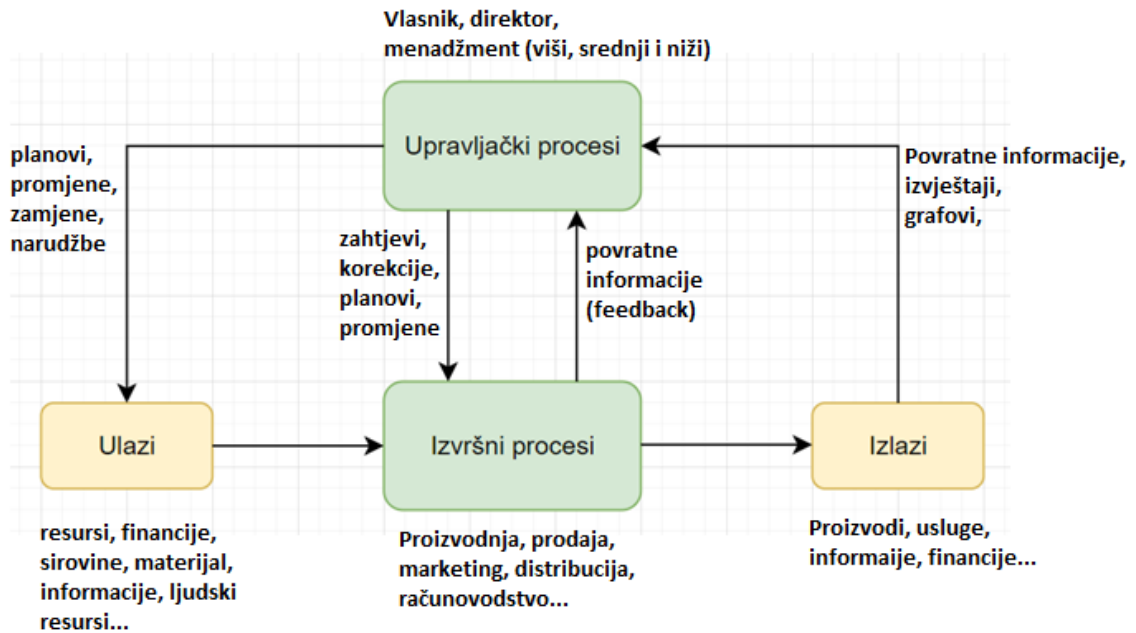 Vlasnik, direktor,
menadžment (viši, srednji i niži)
Upravljački procesi
planovi,
promjene,
zamjene,
narudžbe
Povratne informacije,
izvještaji,
grafovi,
zahtjevi,
korekcije,
planovi,
promjene
povratne
informacije
(feedback)
Ulazi
Izvršni procesi
Izlazi
resursi, financije,
sirovine, materijal,
informacije, ljudski
resursi...
Proizvodnja, prodaja,
marketing, distribucija,
računovodstvo...
Proizvodi, usluge,
informaije, financije...